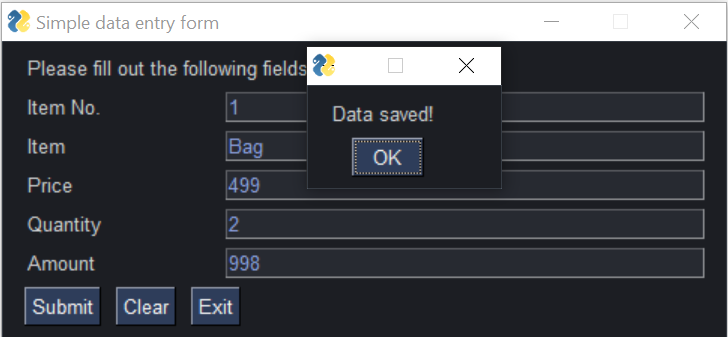 Simple data entry form
Please fill out the following fields
Data saved!
OK
Item No. 1
Item Bag
Price 499
Quantity 2
Amount 998
Submit Clear Exit